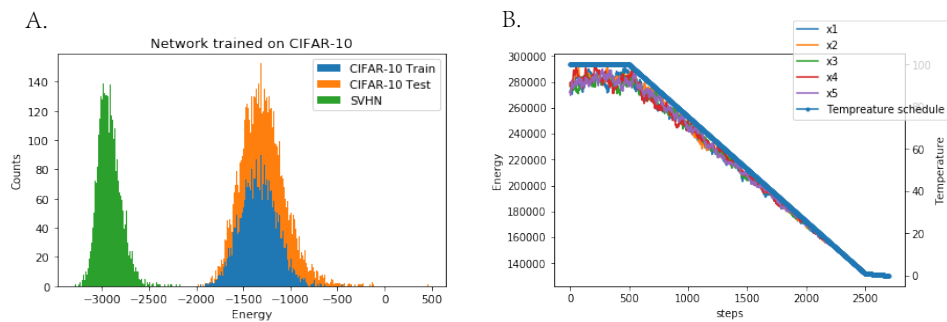 A.
Network trained on CIFAR-10
CIFAR-10 Train
CIFAR-10 Test
SVHN
140
120
100
80
60
40
20
0
Counts
-3000 -2500 -2000 -1500 -1000 -500 0 500
Energy
B.
x1
x2
x3
x4
x5
Tempreature schedule
300000
280000
260000
240000
220000
200000
180000
160000
140000
Energy
100
80
60
40
20
0
Temperature
0 500 1000 1500 2000 2500
steps